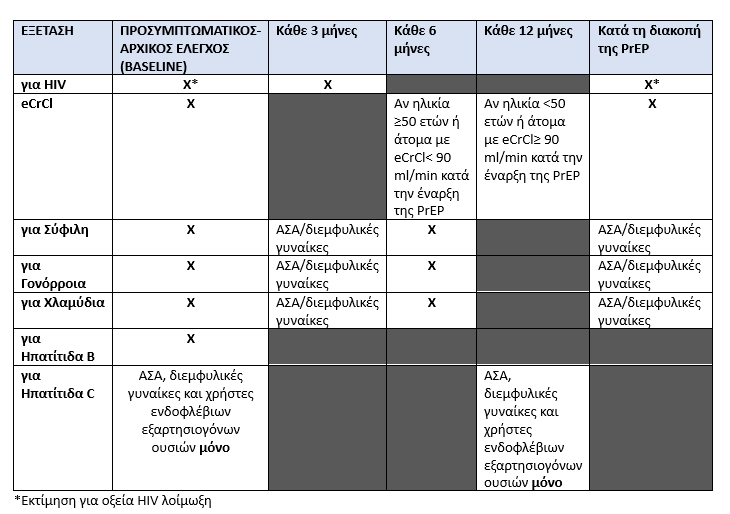 ΕΞΕΤΑΣΗ
ΠΡΟΣΥΜΠΤΩΜΑΤΙΚΟΣ-
ΑΡΧΙΚΟΣ ΕΛΕΓΧΟΣ
(BASELINE)
Κάθε 3 μήνες
Κάθε 6
μήνες
Κάθε 12 μήνες
Κατά τη διακοπή
της PrEP
για HIV
X*
X
X*
eCrCl
X
Αν ηλικία
≥50 ετών ή
άτομα με
eCrCl< 90
ml/min κατά
την έναρξη
της PrEP
Αν ηλικία <50
ετών ή άτομα
με eCrCl≥ 90
ml/min κατά την
έναρξη της PrEP
X
για Σύφιλη
X
ΑΣΑ/διεμφυλικές
γυναίκες
X
ΑΣΑ/διεμφυλικές
γυναίκες
για
Γονόρροια
X
ΑΣΑ/διεμφυλικές
γυναίκες
X
ΑΣΑ/διεμφυλικές
γυναίκες
για Χλαμύδια
X
ΑΣΑ/διεμφυλικές
γυναίκες
X
ΑΣΑ/διεμφυλικές
γυναίκες
για
Ηπατίτιδα Β
X
για
Ηπατίτιδα C
ΑΣΑ, διεμφυλικές
γυναίκες και χρήστες
ενδοφλέβιων
εξαρτησιογόνων
ουσιών μόνο
ΑΣΑ,
διεμφυλικές
γυναίκες και
χρήστες
ενδοφλέβιων
εξαρτησιογόνων
ουσιών μόνο
*Εκτίμηση για οξεία HIV λοίμωξη